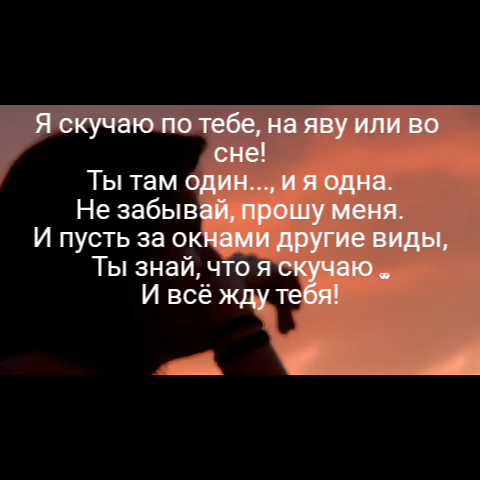 Я скучаю по тебе, на яву или во
сне!
Ты там один..., и я одна.
Не забывай, прошу меня.
И пусть за окнами другие виды,
Ты знай, что я скучаю
И всё жду тебя!